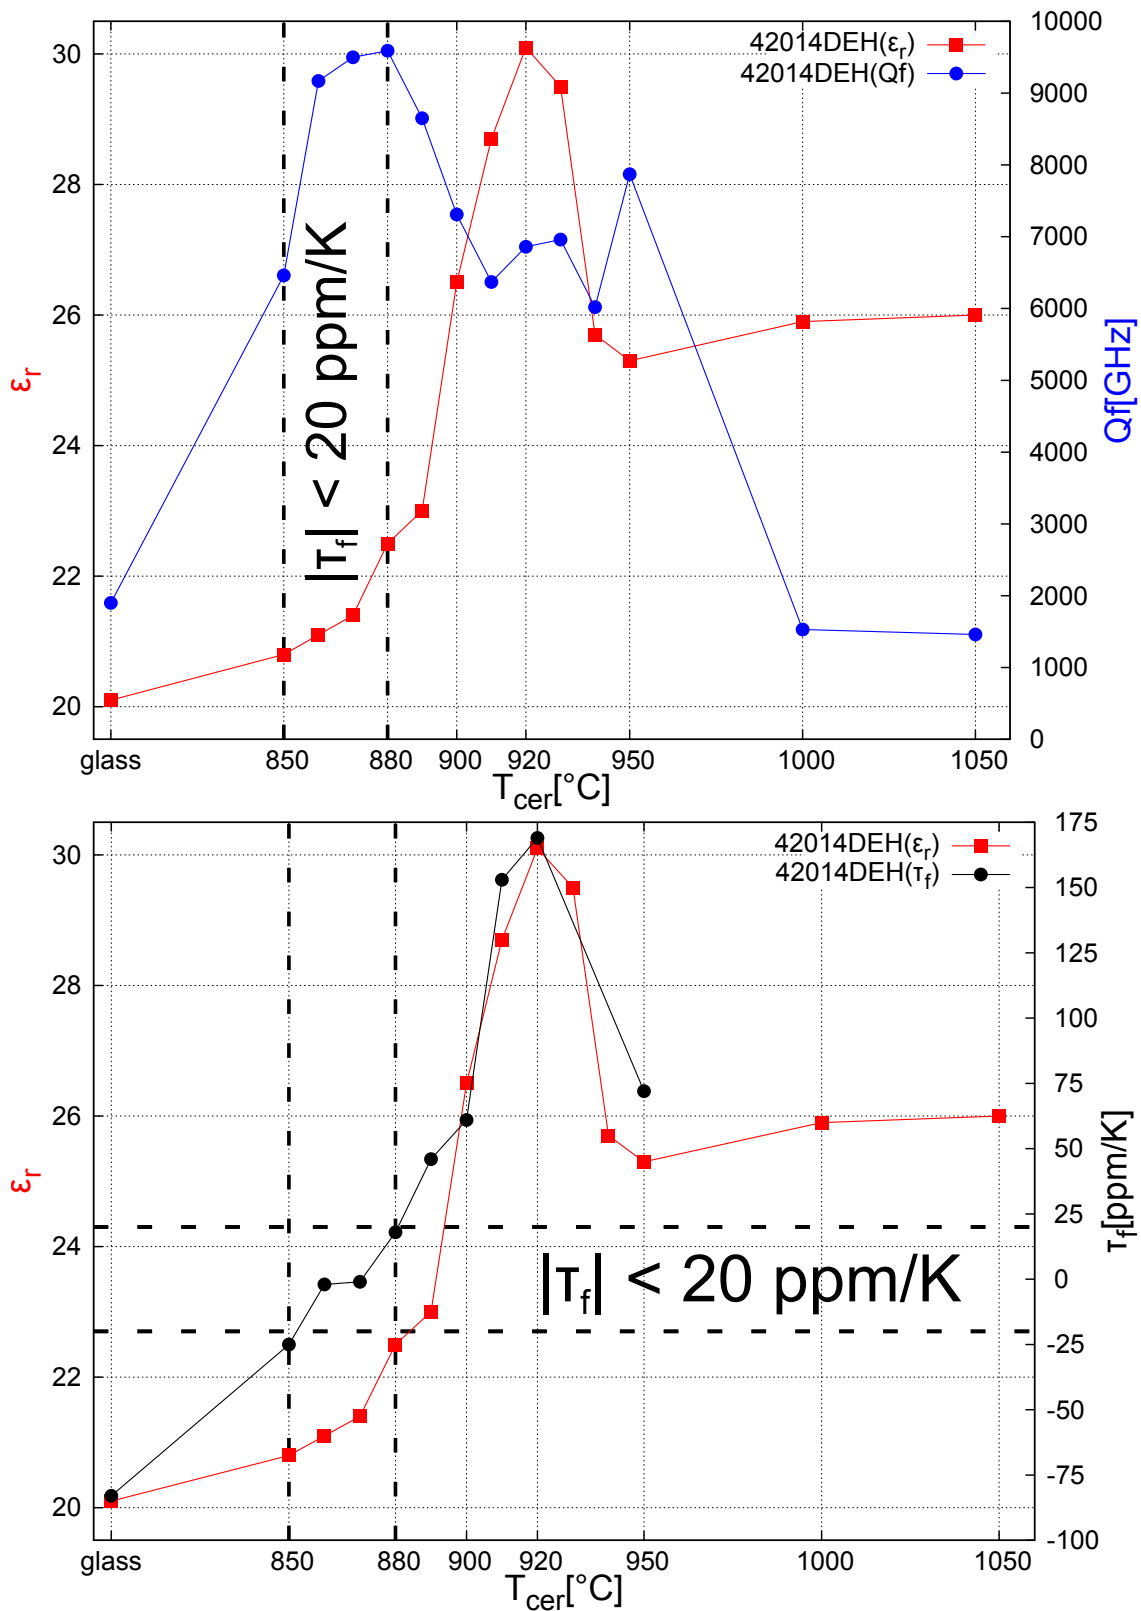 42014DEH(εr)
42014DEH(Qf)
30
28
26
24
22
20
εr
10000
9000
8000
7000
6000
5000
4000
3000
2000
1000
0
Qf[GHz]
|τf| < 20 ppm/K
glass 850 880 900 920 950 1000 1050
Tcer[°C]
42014DEH(εr)
42014DEH(τf)
30
28
26
24
22
20
εr
175
150
125
100
75
50
25
0
-25
-50
-75
-100
τf[ppm/K]
|τf| < 20 ppm/K
glass 850 880 900 920 950 1000 1050
Tcer[°C]